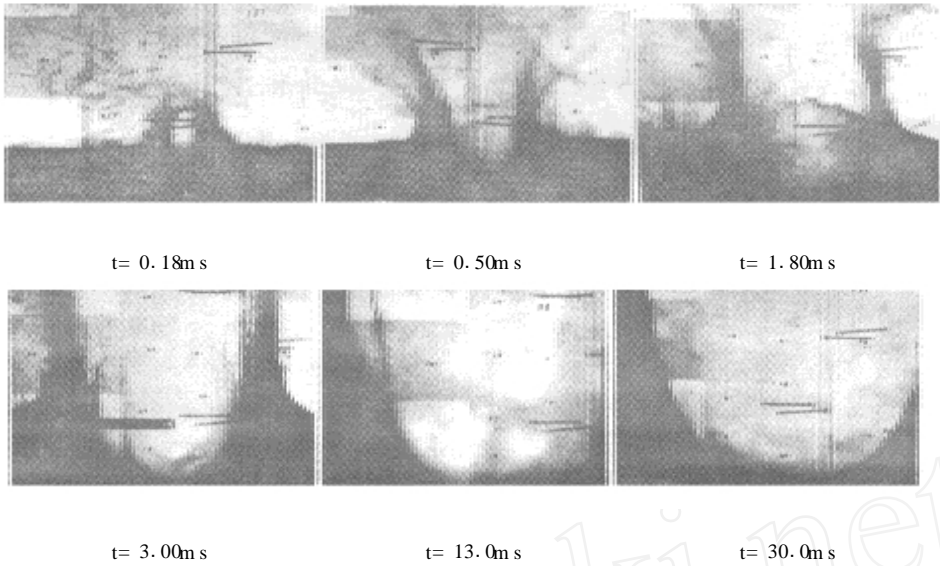 t= 0.18ms t= 0.50ms t= 1.80ms
t= 3.00ms t= 13.0ms t= 30.0ms